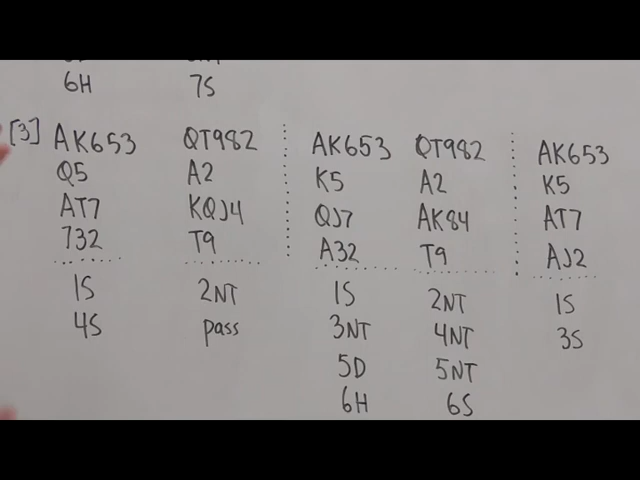 6H 7S
[3] AK653 QT982 AK653 QT982 AK653
Q5 A2 K5 A2 K5
AT7 KQJ4 QJ7 AK84 AT7
732 T9 A32 T9 AJ2
1S 2NT 1S 2NT 1S
4S pass 3NT 4NT 3S
5D 5NT
6H 6S